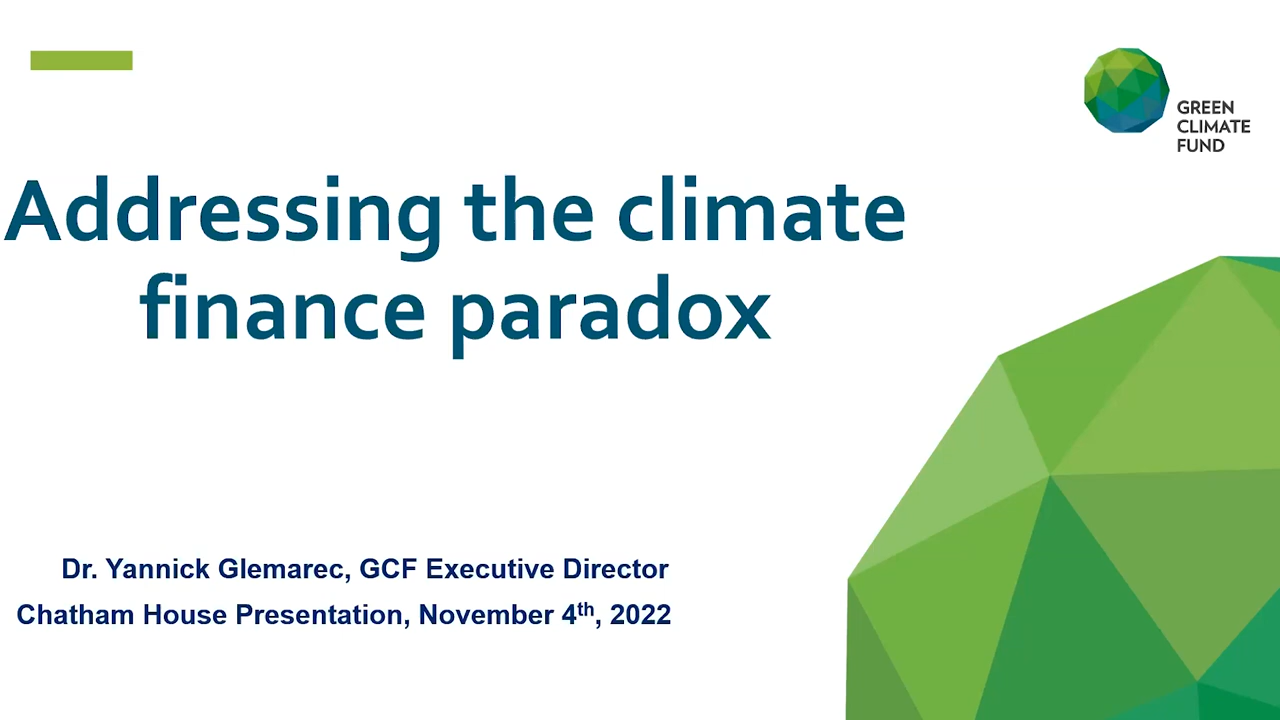 GREEN
CLIMATE
FUND
Addressing the climate
finance paradox
Dr. Yannick Glemarec, GCF Executive Director
Chatham House Presentation, November 4th, 2022